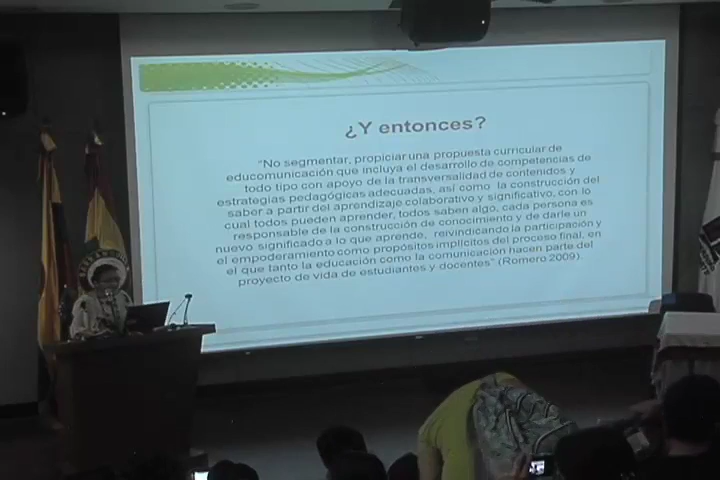 ¿Y entonces?
"No segmentar, propiciar una propuesta curricular de
educomunicación que incluya el desarrollo de competencias de
todo tipo con apoyo de la transversalidad de contenidos y
estrategias pedagógicas adecuadas, así como la construcción del
saber a partir del aprendizaje colaborativo y significativo, con lo
cual todos pueden aprender, todos saben algo, cada persona es
responsable de la construcción de conocimiento y de darle un
nuevo significado a lo que aprende, reivindicando la participación y
el empoderamiento como propósitos implícitos del proceso final, en
el que tanto la educación como la comunicación hacen parte del
proyecto de vida de estudiantes y docentes" (Romero 2009).